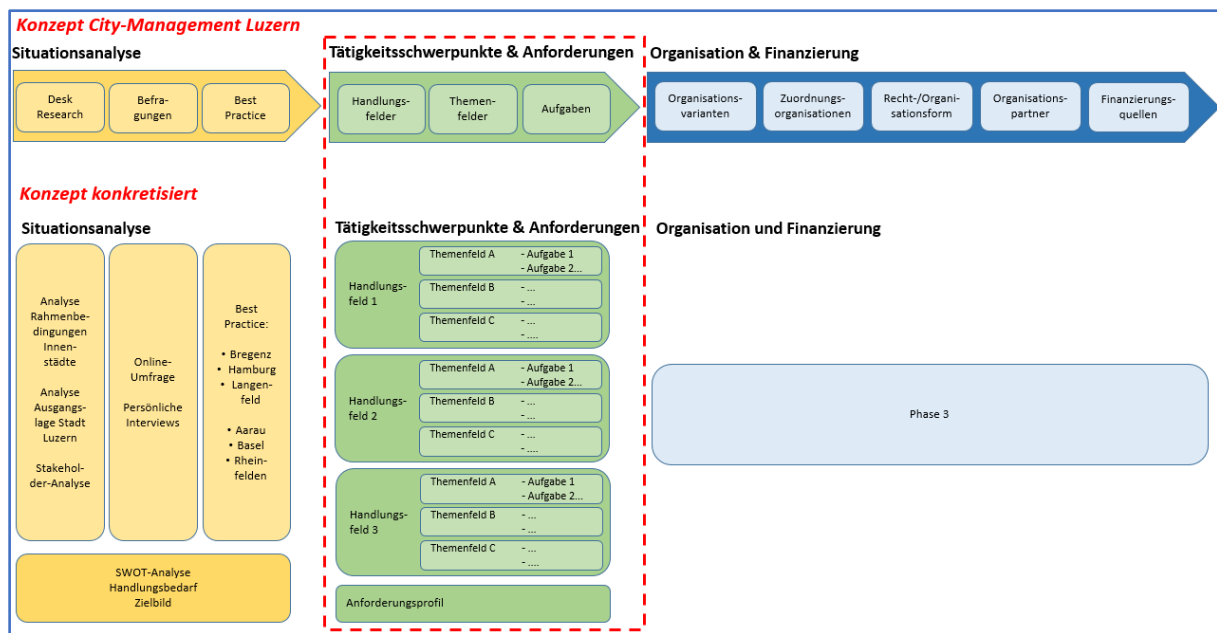 Konzept City-Management Luzern
Situationsanalyse
Tätigkeitsschwerpunkte & Anforderungen
Organisation & Finanzierung
Desk
Research
Befra-
gungen
Best
Practice
Handlungs-
felder
Themen-
felder
Aufgaben
Organisations-
varianten
Zuordnungs-
organisationen
Recht-/Organi-
sationsform
Organisations-
partner
Finanzierungs-
quellen
Konzept konkretisiert
Situationsanalyse
Analyse
Rahmenbe-
dingungen
Innen-
städte
Analyse
Ausgangs-
lage Stadt
Luzern
Stakehol-
der-Analyse
Online-
Umfrage
Persönliche
Interviews
Best
Practice:
• Bregenz
• Hamburg
• Langen-
feld
• Aarau
• Basel
• Rhein-
felden
SWOT-Analyse
Handlungsbedarf
Zielbild
Tätigkeitsschwerpunkte & Anforderungen
Handlungs-
feld 1
Themenfeld A - Aufgabe 1
- Aufgabe 2...
Themenfeld B - ...
- ...
Themenfeld C - ...
- ....
Handlungs-
feld 2
Themenfeld A - Aufgabe 1
- Aufgabe 2...
Themenfeld B - ...
- ...
Themenfeld C - ...
- ....
Handlungs-
feld 3
Themenfeld A - Aufgabe 1
- Aufgabe 2...
Themenfeld B - ...
- ...
Themenfeld C - ...
- ....
Anforderungsprofil
Organisation und Finanzierung
Phase 3